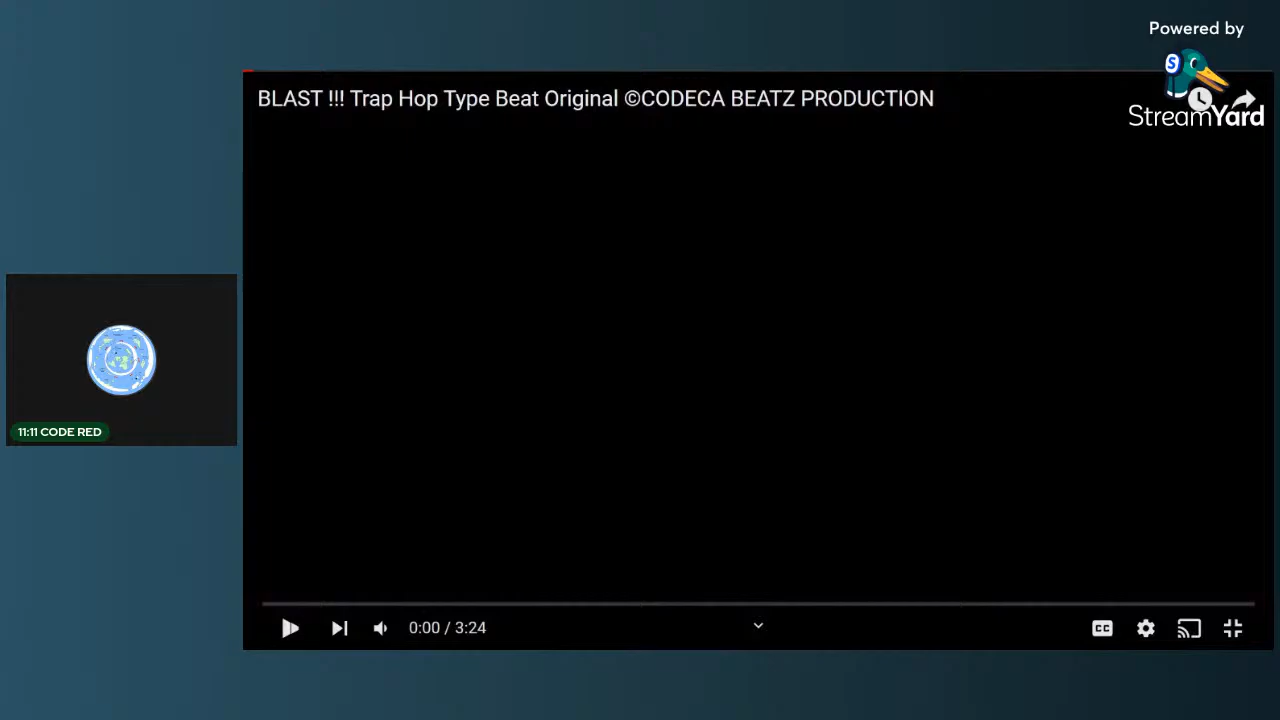 Powered by
S
StreamYard
BLAST !!! Trap Hop Type Beat Original ©CODECA BEATZ PRODUCTION
11:11 CODE RED
0:00 / 3:24
CC